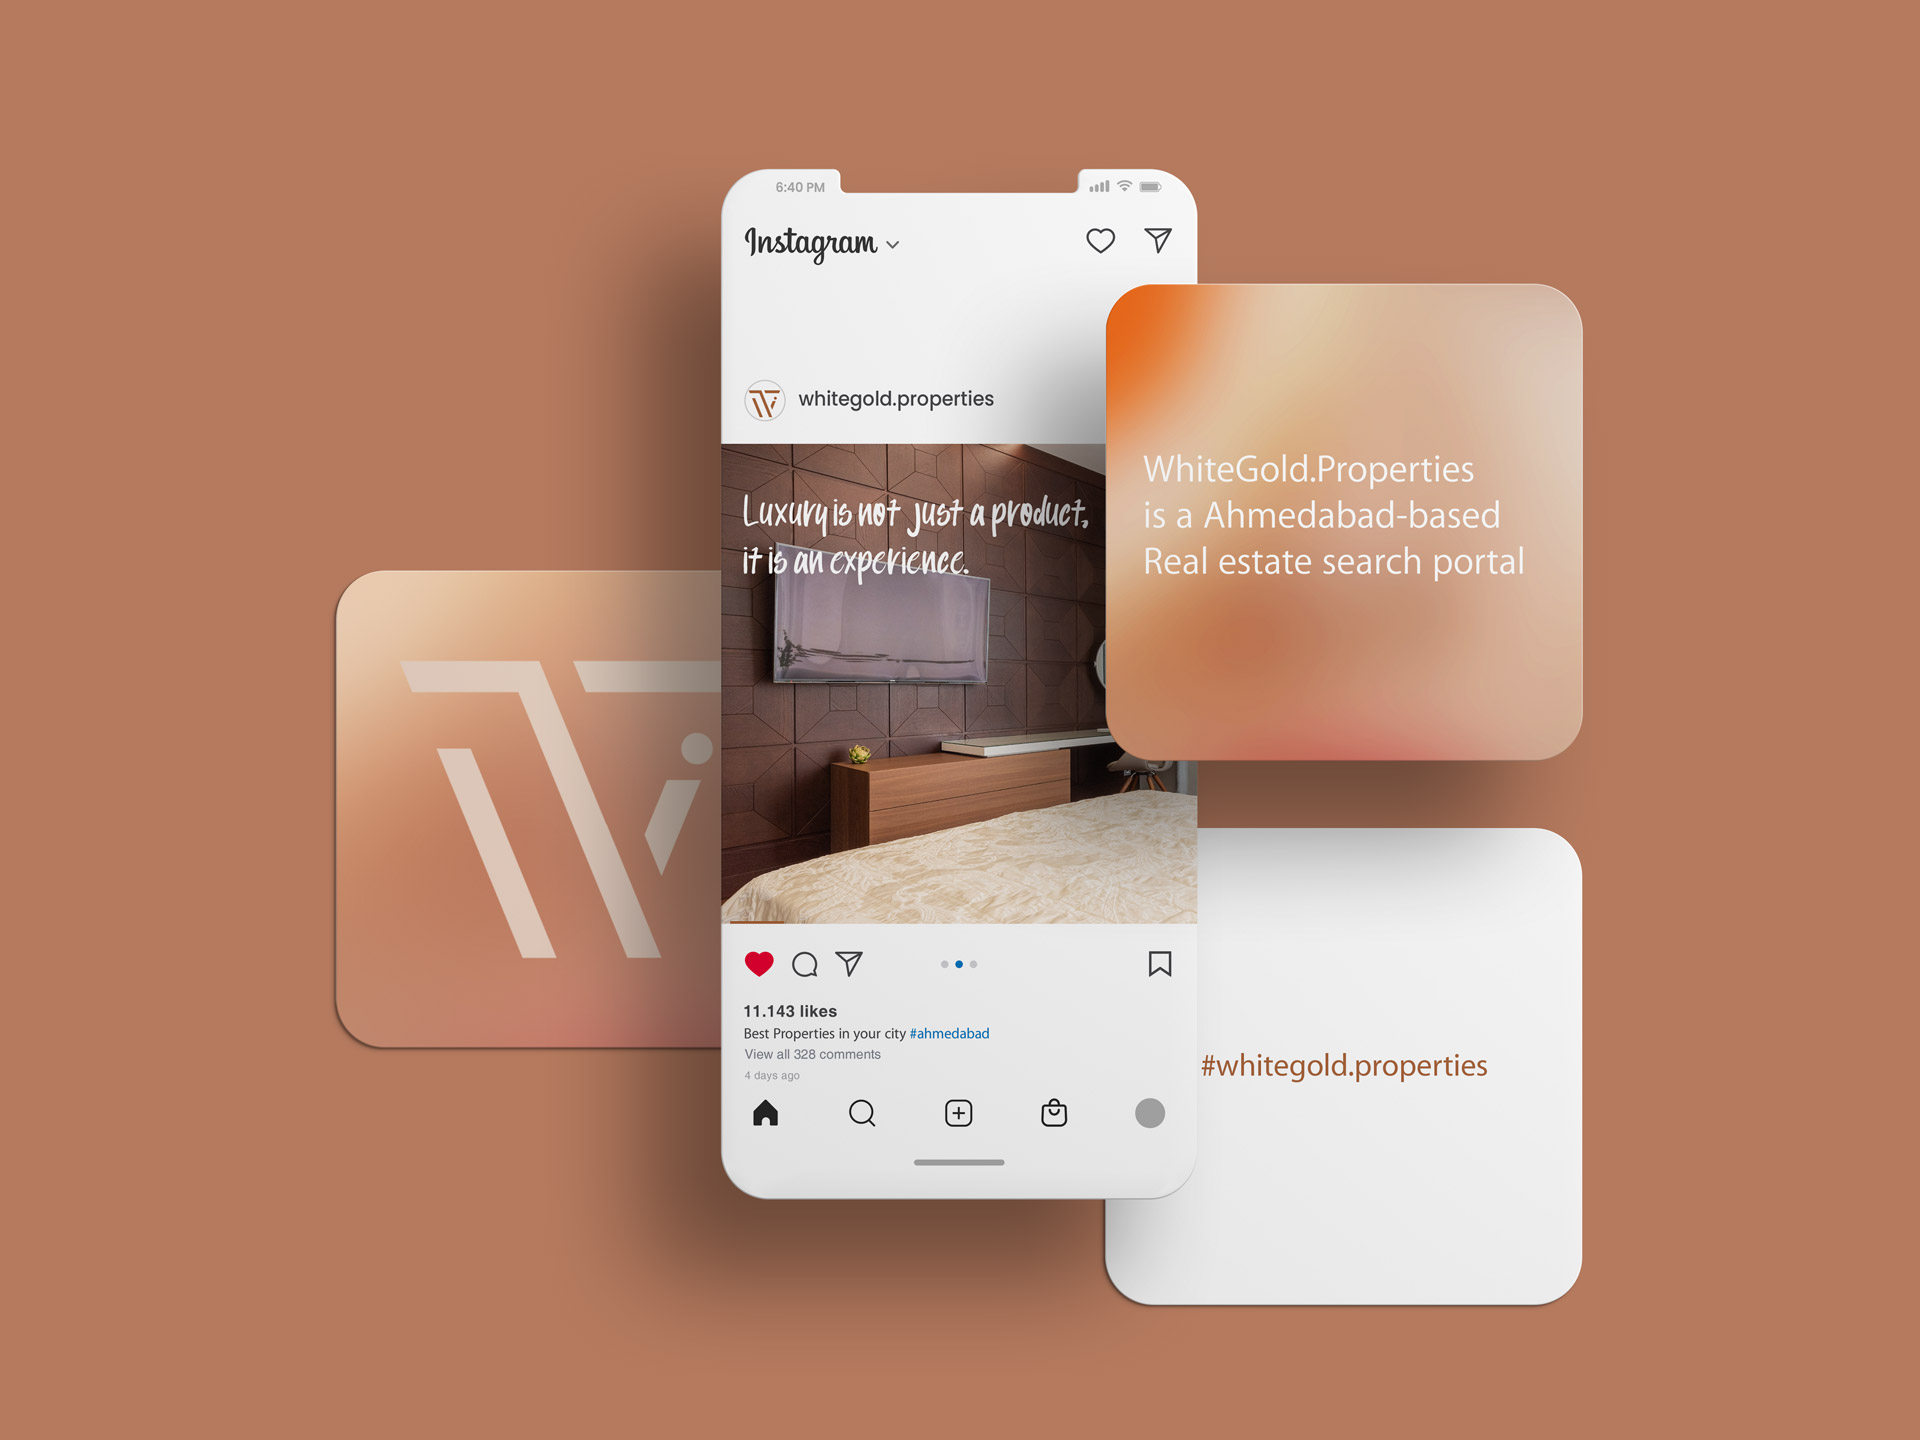 6:40 PM
Instagram
whitegold.properties
Luxury is not just a product,
it is an experience.
WhiteGold.Properties
is a Ahmedabad-based
Real estate search portal
11.143 likes
Best Properties in your city #ahmedabad
View all 328 comments
4 days ago
#whitegold.properties